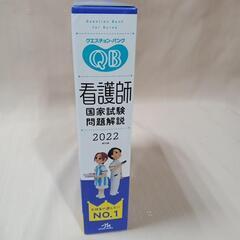 Question Bank
for Nurse
クエスチョン・バンク
QB
看護師
国家試験
問題解説
2022
NO.1